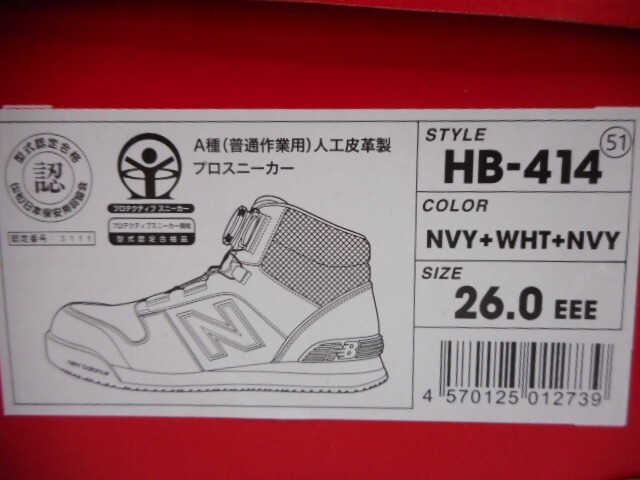 型式認定合格
認
(公社)日本保安用品協会
認定番号:3111
プロテクティブ スニーカー
プロテクティブスニーカー規格
型式認定合格品
A種(普通作業用)人工皮革製
プロスニーカー
N
NB
new balance
STYLE
51
HB-414
COLOR
NVY+WHT+NVY
SIZE
26.0 EEE
4 570125 012739